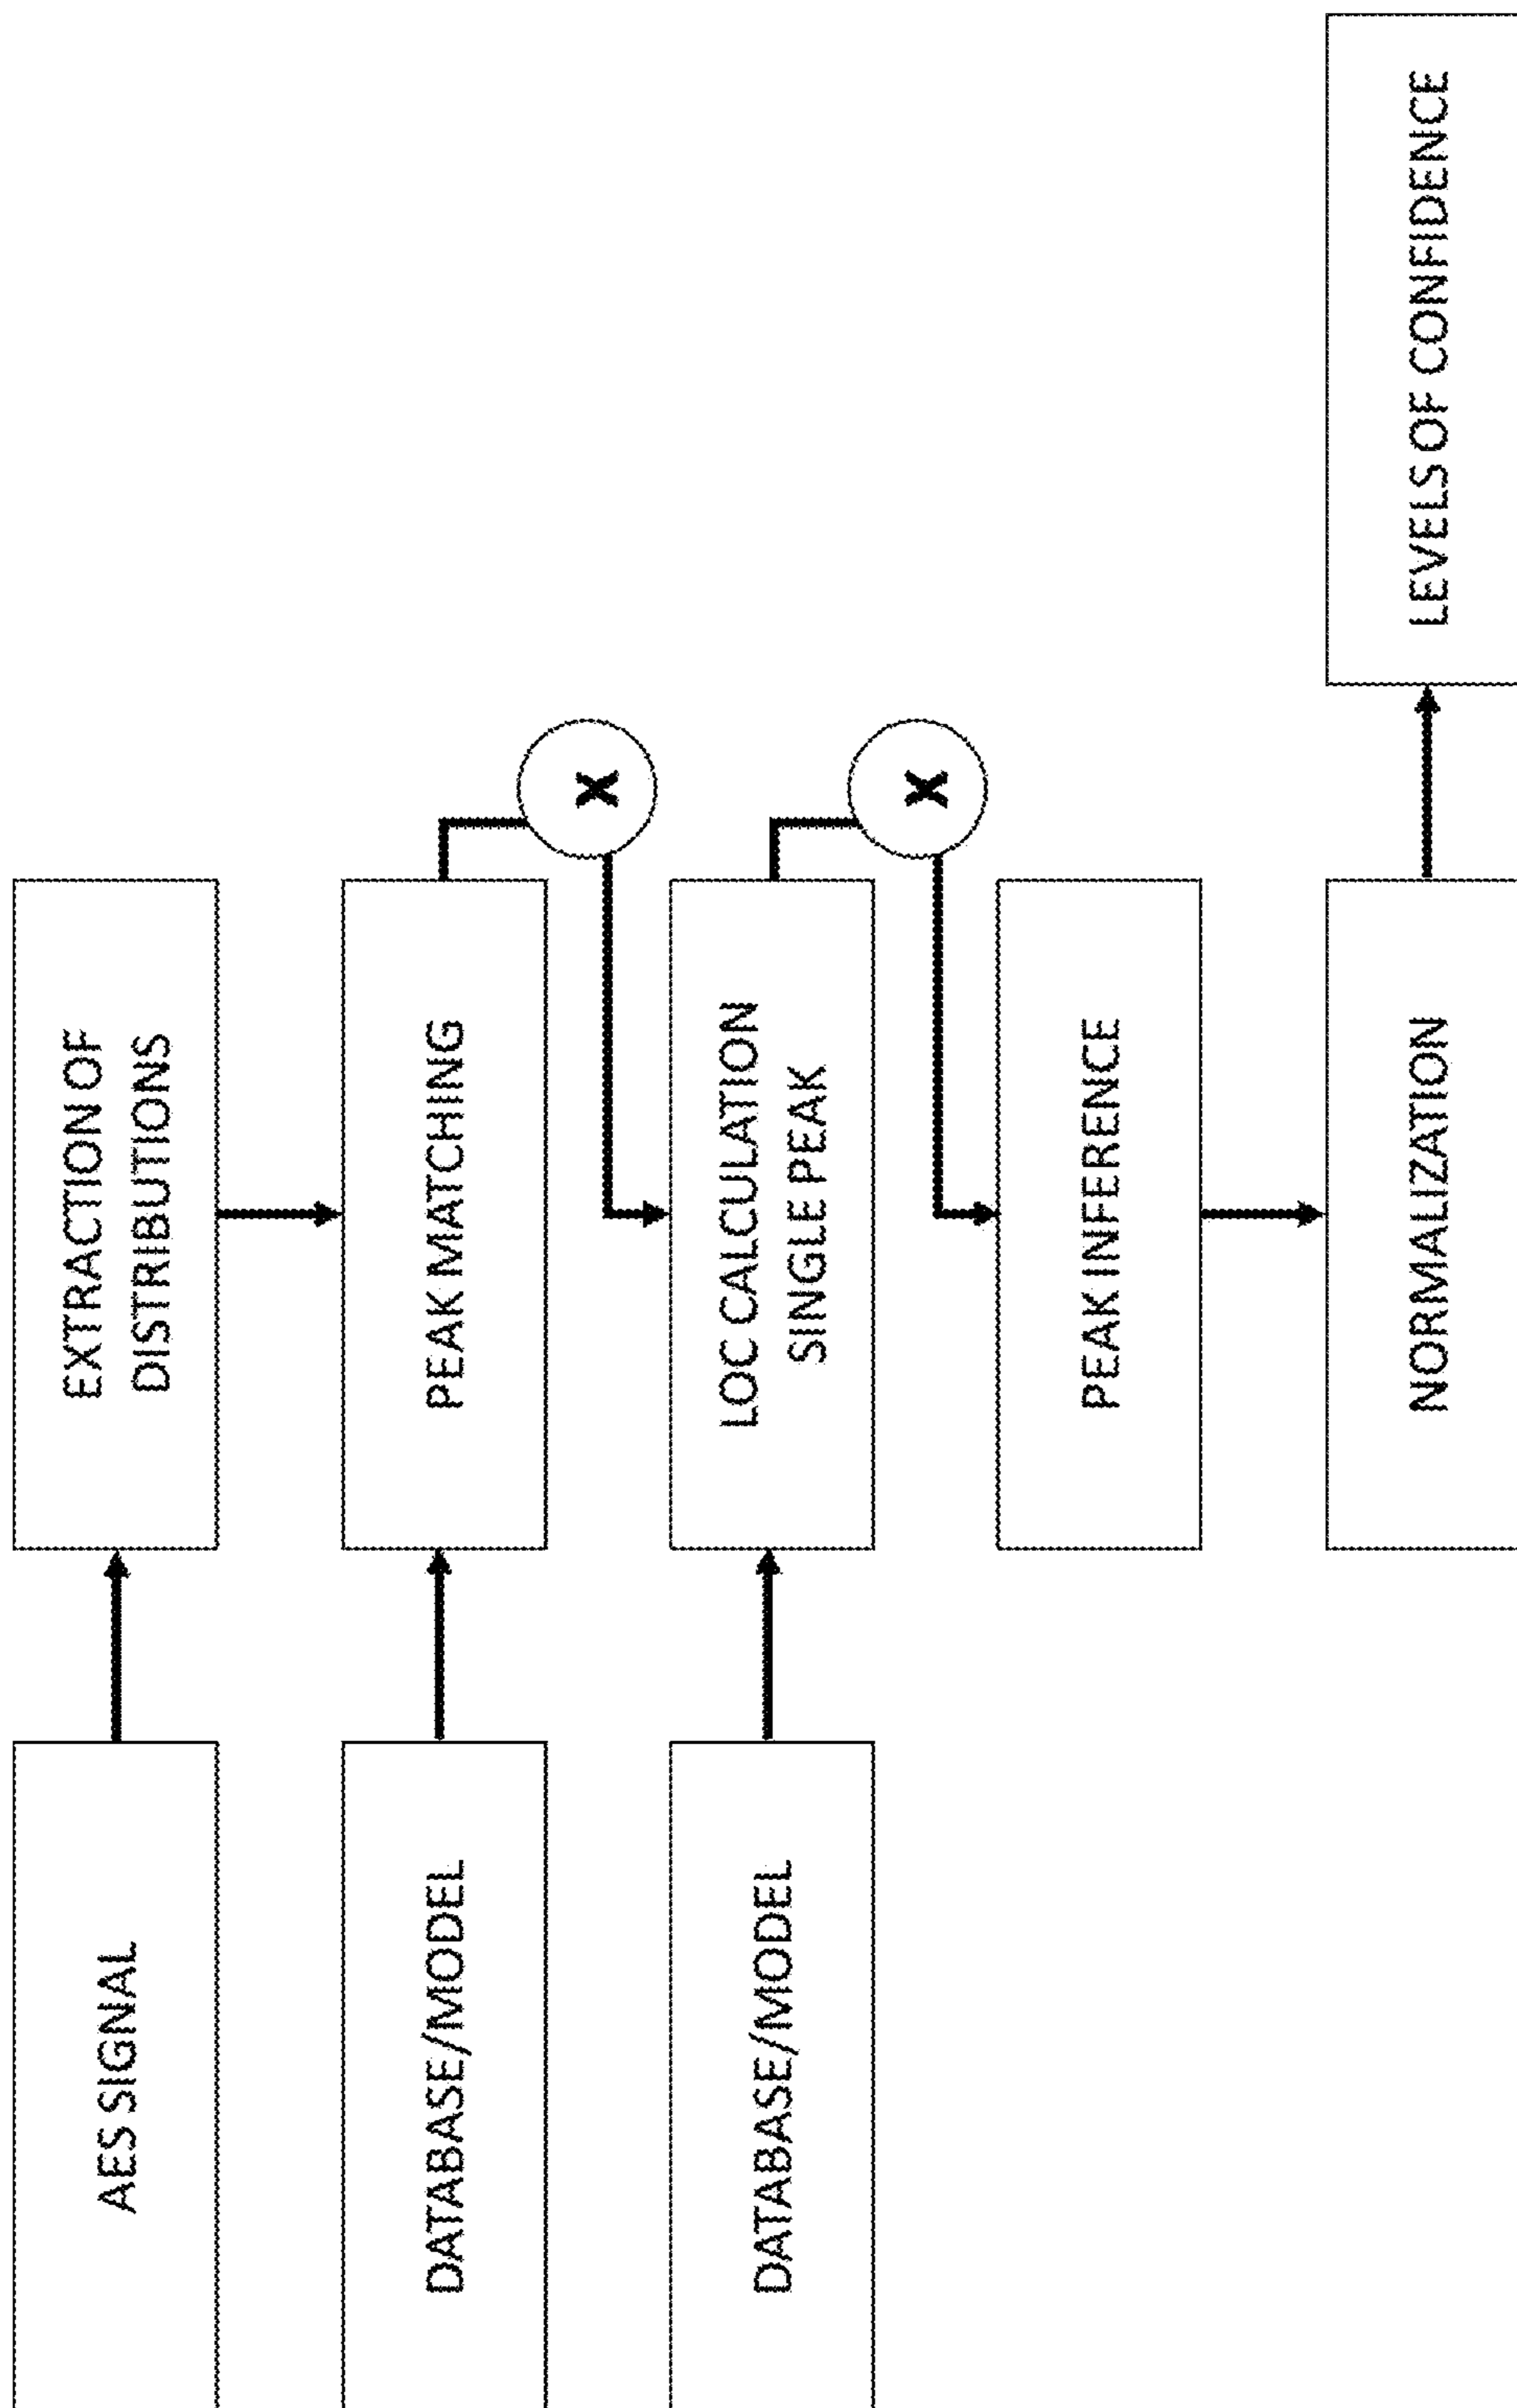 AES SIGNAL
EXTRACTION OF
DISTRIBUTIONS
DATABASE/MODEL
PEAK MATCHING
X
DATABASE/MODEL
LOC CALCULATION
SINGLE PEAK
X
PEAK INFERENCE
NORMALIZATION
LEVELS OF CONFIDENCE